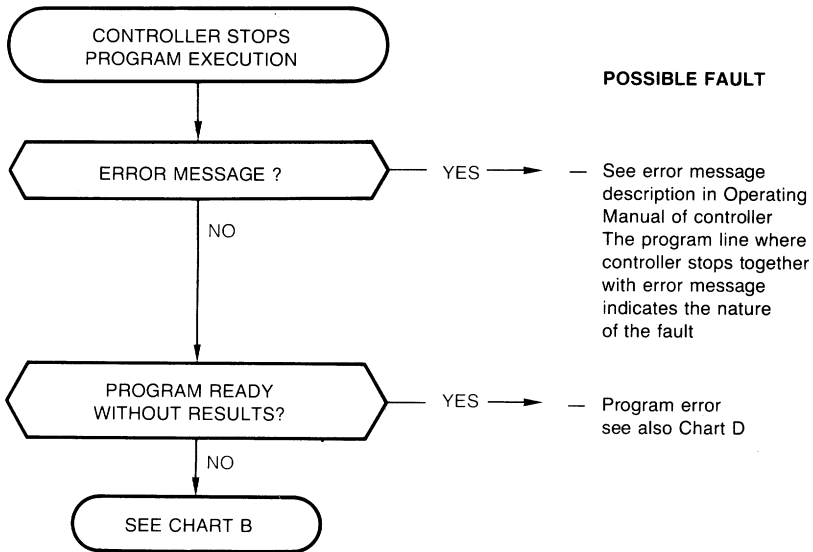 CONTROLLER STOPS
PROGRAM EXECUTION
POSSIBLE FAULT
ERROR MESSAGE ?
YES
— See error message
description in Operating
Manual of controller
The program line where
controller stops together
with error message
indicates the nature
of the fault
NO
PROGRAM READY
WITHOUT RESULTS?
YES
— Program error
see also Chart D
NO
SEE CHART B